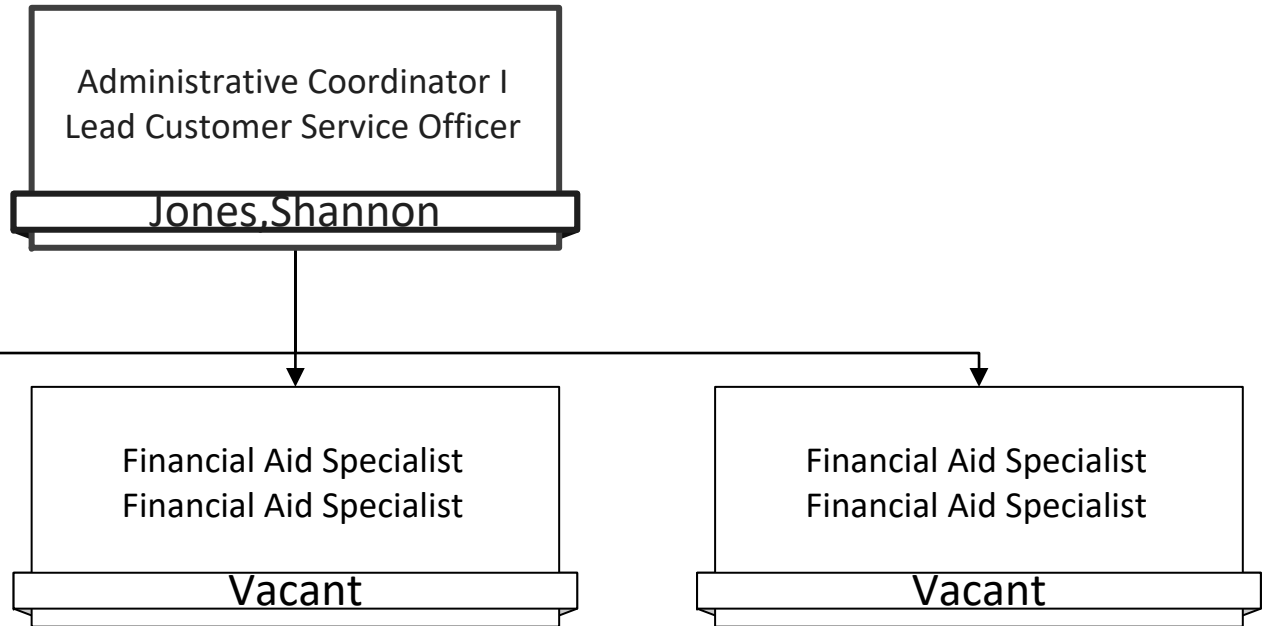 Administrative Coordinator I
Lead Customer Service Officer
Jones,Shannon
Financial Aid Specialist
Financial Aid Specialist
Vacant
Financial Aid Specialist
Financial Aid Specialist
Vacant